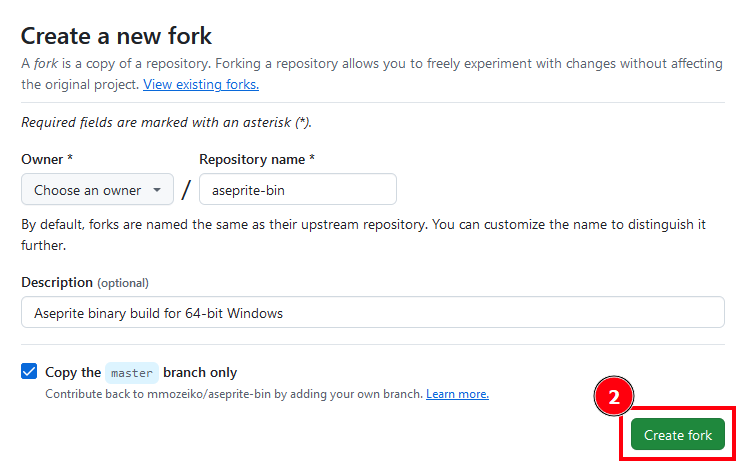 Create a new fork
A fork is a copy of a repository. Forking a repository allows you to freely experiment with changes without affecting
the original project. View existing forks.
Required fields are marked with an asterisk (*).
Owner *
Repository name *
Choose an owner
/
aseprite-bin
By default, forks are named the same as their upstream repository. You can customize the name to distinguish it
further.
Description (optional)
Aseprite binary build for 64-bit Windows
Copy the master branch only
Contribute back to mmozeiko/aseprite-bin by adding your own branch. Learn more.
2
Create fork